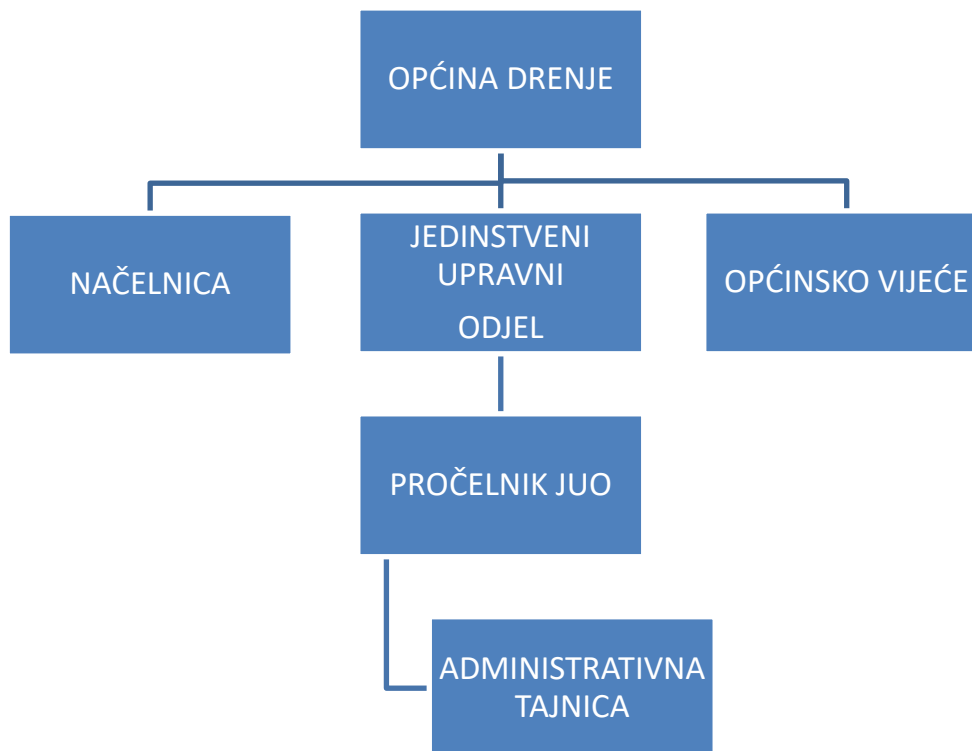 OPĆINA DRENJE
NAČELNICA
JEDINSTVENI
UPRAVNI
ODJEL
OPĆINSKO VIJEĆE
PROČELNIK JUO
ADMINISTRATIVNA
TAJNICA